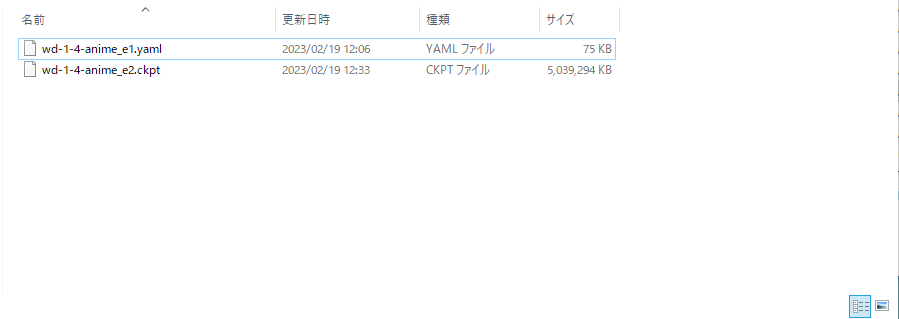 名前 更新日時 種類 サイズ
wd-1-4-anime_e1.yaml 2023/02/19 12:06 YAML ファイル 75 KB
wd-1-4-anime_e2.ckpt 2023/02/19 12:33 CKPT ファイル 5,039,294 KB